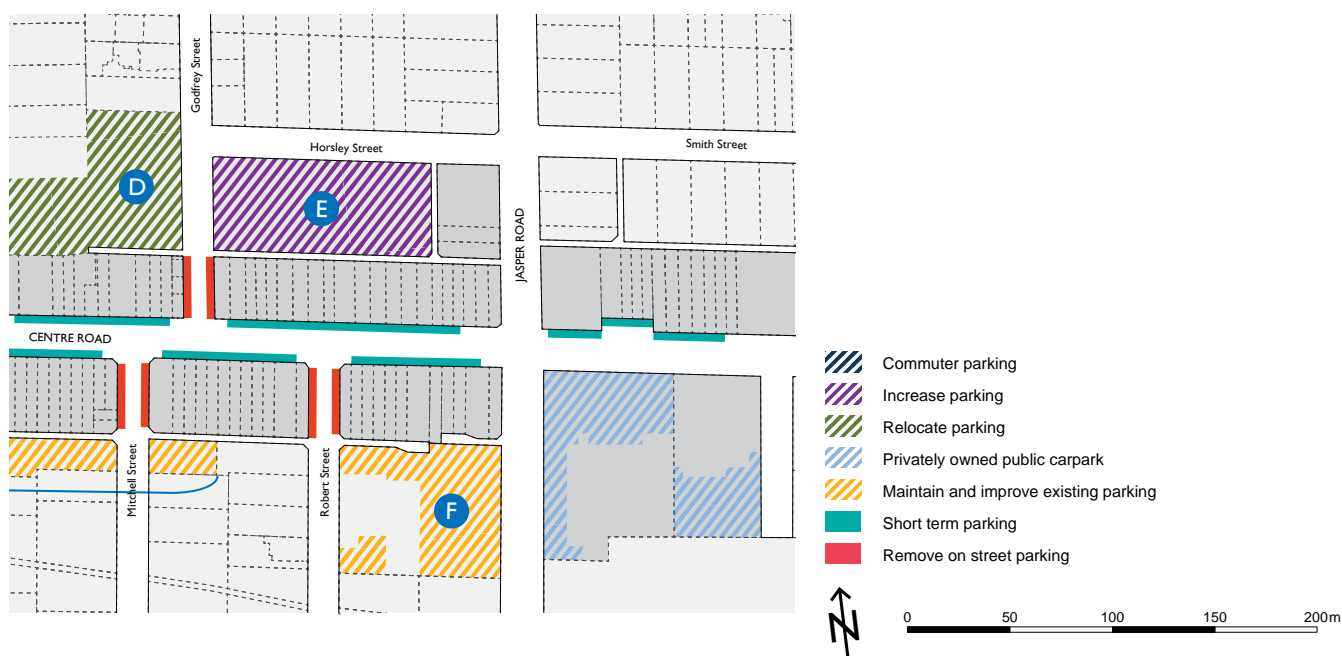 Godfrey Street
Horsley Street
Smith Street
D
E
JASPER ROAD
CENTRE ROAD
Mitchell Street
Robert Street
F
Commuter parking
Increase parking
Relocate parking
Privately owned public carpark
Maintain and improve existing parking
Short term parking
Remove on street parking
N
0 50 100 150 200m